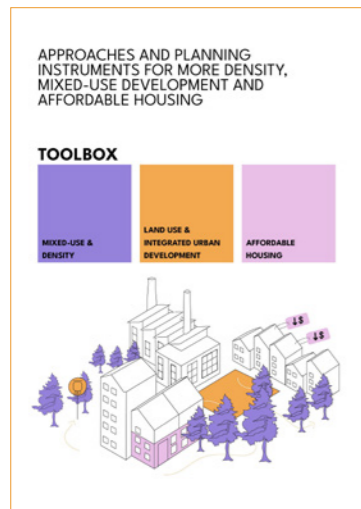 APPROACHES AND PLANNING
INSTRUMENTS FOR MORE DENSITY,
MIXED-USE DEVELOPMENT AND
AFFORDABLE HOUSING
TOOLBOX
MIXED-USE &
DENSITY
LAND USE &
INTEGRATED URBAN
DEVELOPMENT
AFFORDABLE
HOUSING
↓$
↓$